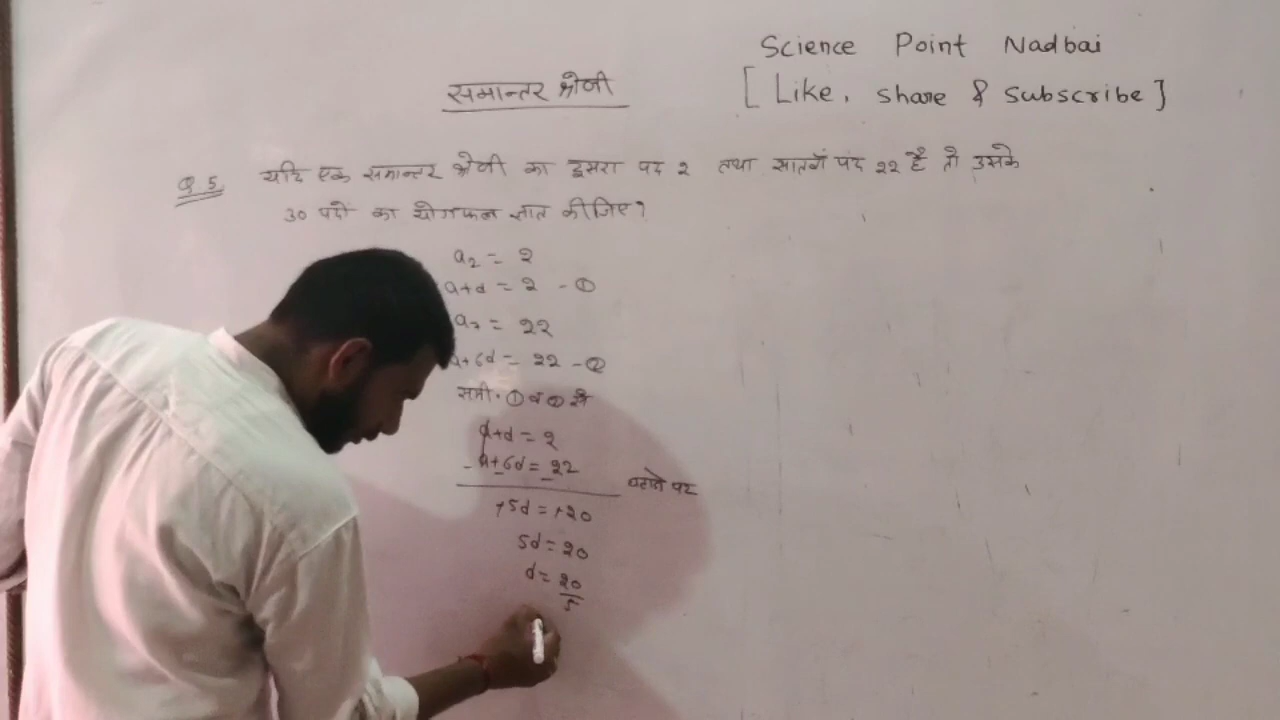 Science Point Nadbai
समान्तर श्रेणी
[ Like, share & subscribe ]
Q 5. यदि एक समान्तर श्रेणी का दूसरा पद 2 तथा सातवाँ पद 22 है तो उसके
30 पदों का योगफल ज्ञात कीजिए?
a₂ = 2
a+d = 2 - ①
a₇ = 22
a+6d = 22 - ②
समी. ① व ② से
a+d = 2
- a+6d = 22
घटाने पर
+5d = +20
5d = 20
d = 20
5